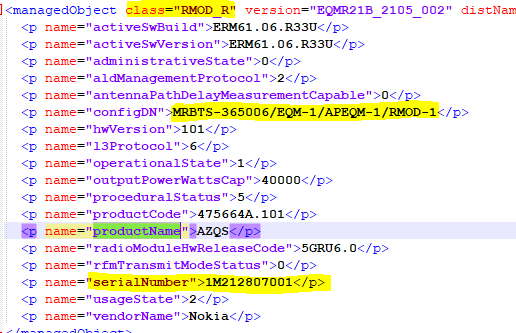 <managedObject class="RMOD_R" version="EQMR21B_2105_002" distNam
<p name="activeSwBuild">ERM61.06.R33U</p>
<p name="activeSwVersion">ERM61.06.R33U</p>
<p name="administrativeState">0</p>
<p name="aldManagementProtocol">2</p>
<p name="antennaPathDelayMeasurementCapable">0</p>
<p name="configDN">MRBTS-365006/EQM-1/APEQM-1/RMOD-1</p>
<p name="hwVersion">101</p>
<p name="l3Protocol">6</p>
<p name="operationalState">1</p>
<p name="outputPowerWattsCap">40000</p>
<p name="proceduralStatus">5</p>
<p name="productCode">475664A.101</p>
<p name="productName">AZQS</p>
<p name="radioModuleHwReleaseCode">5GRU6.0</p>
<p name="rfmTransmitModeStatus">0</p>
<p name="serialNumber">1M212807001</p>
<p name="usageState">2</p>
<p name="vendorName">Nokia</p>
</managedObject>